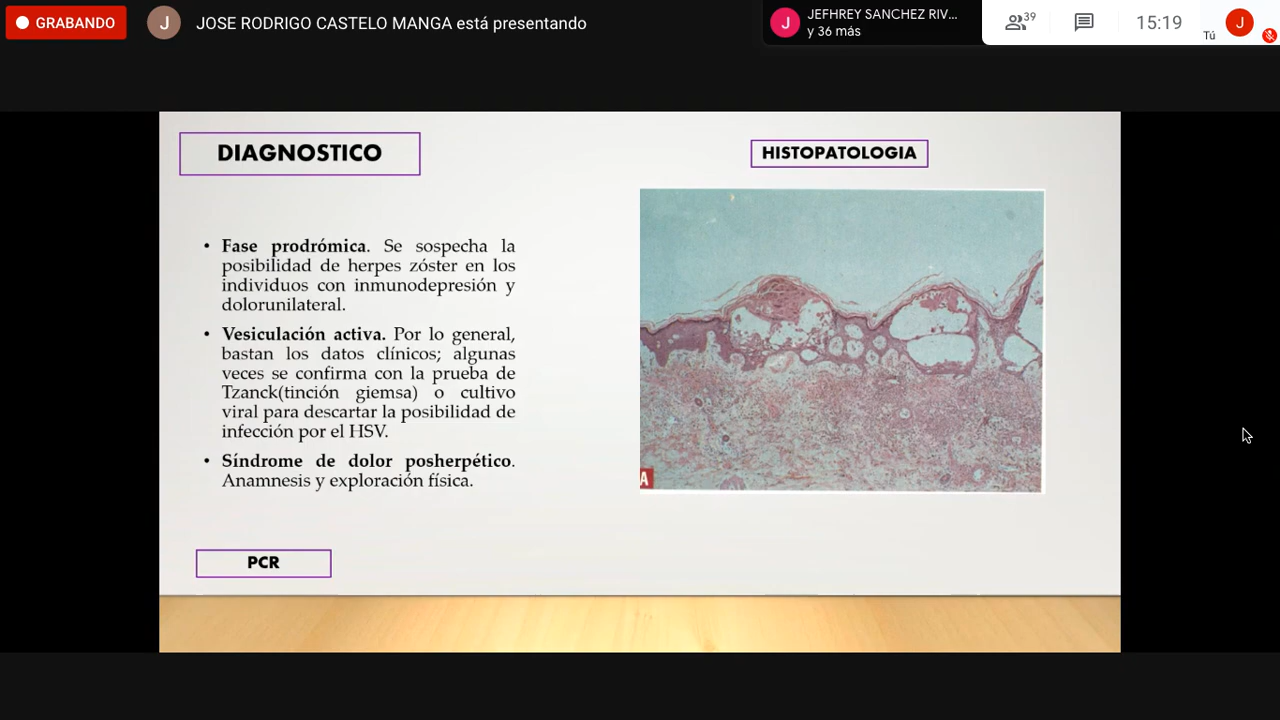 GRABANDO
J
JOSE RODRIGO CASTELO MANGA está presentando
J
JEFHREY SANCHEZ RIV...
y 36 más
39
15:19
Tú
J
DIAGNOSTICO
HISTOPATOLOGIA
• Fase prodrómica. Se sospecha la
posibilidad de herpes zóster en los
individuos con inmunodepresión y
dolorunilateral.
• Vesiculación activa. Por lo general,
bastan los datos clínicos; algunas
veces se confirma con la prueba de
Tzanck(tinción giemsa) o cultivo
viral para descartar la posibilidad de
infección por el HSV.
• Síndrome de dolor posherpético.
Anamnesis y exploración física.
A
PCR